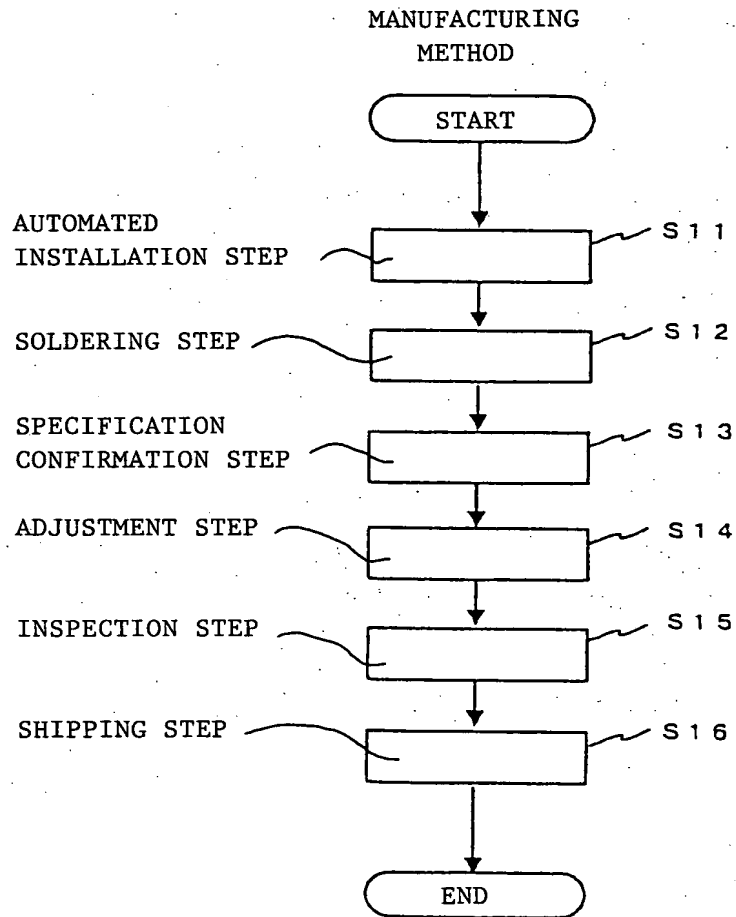 MANUFACTURING
METHOD
START
AUTOMATED
INSTALLATION STEP
S11
SOLDERING STEP
S12
SPECIFICATION
CONFIRMATION STEP
S13
ADJUSTMENT STEP
S14
INSPECTION STEP
S15
SHIPPING STEP
S16
END